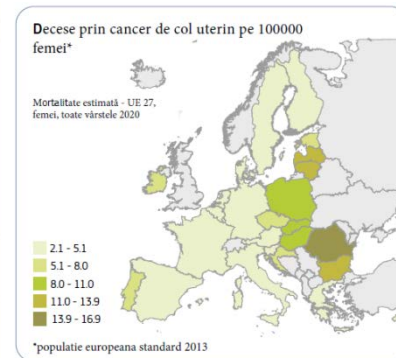 Decese prin cancer de col uterin pe 100000
femei*
Mortalitate estimată - UE 27,
femei, toate vârstele 2020
2.1 - 5.1
5.1 - 8.0
8.0 - 11.0
11.0 - 13.9
13.9 - 16.9
*populatie europeana standard 2013